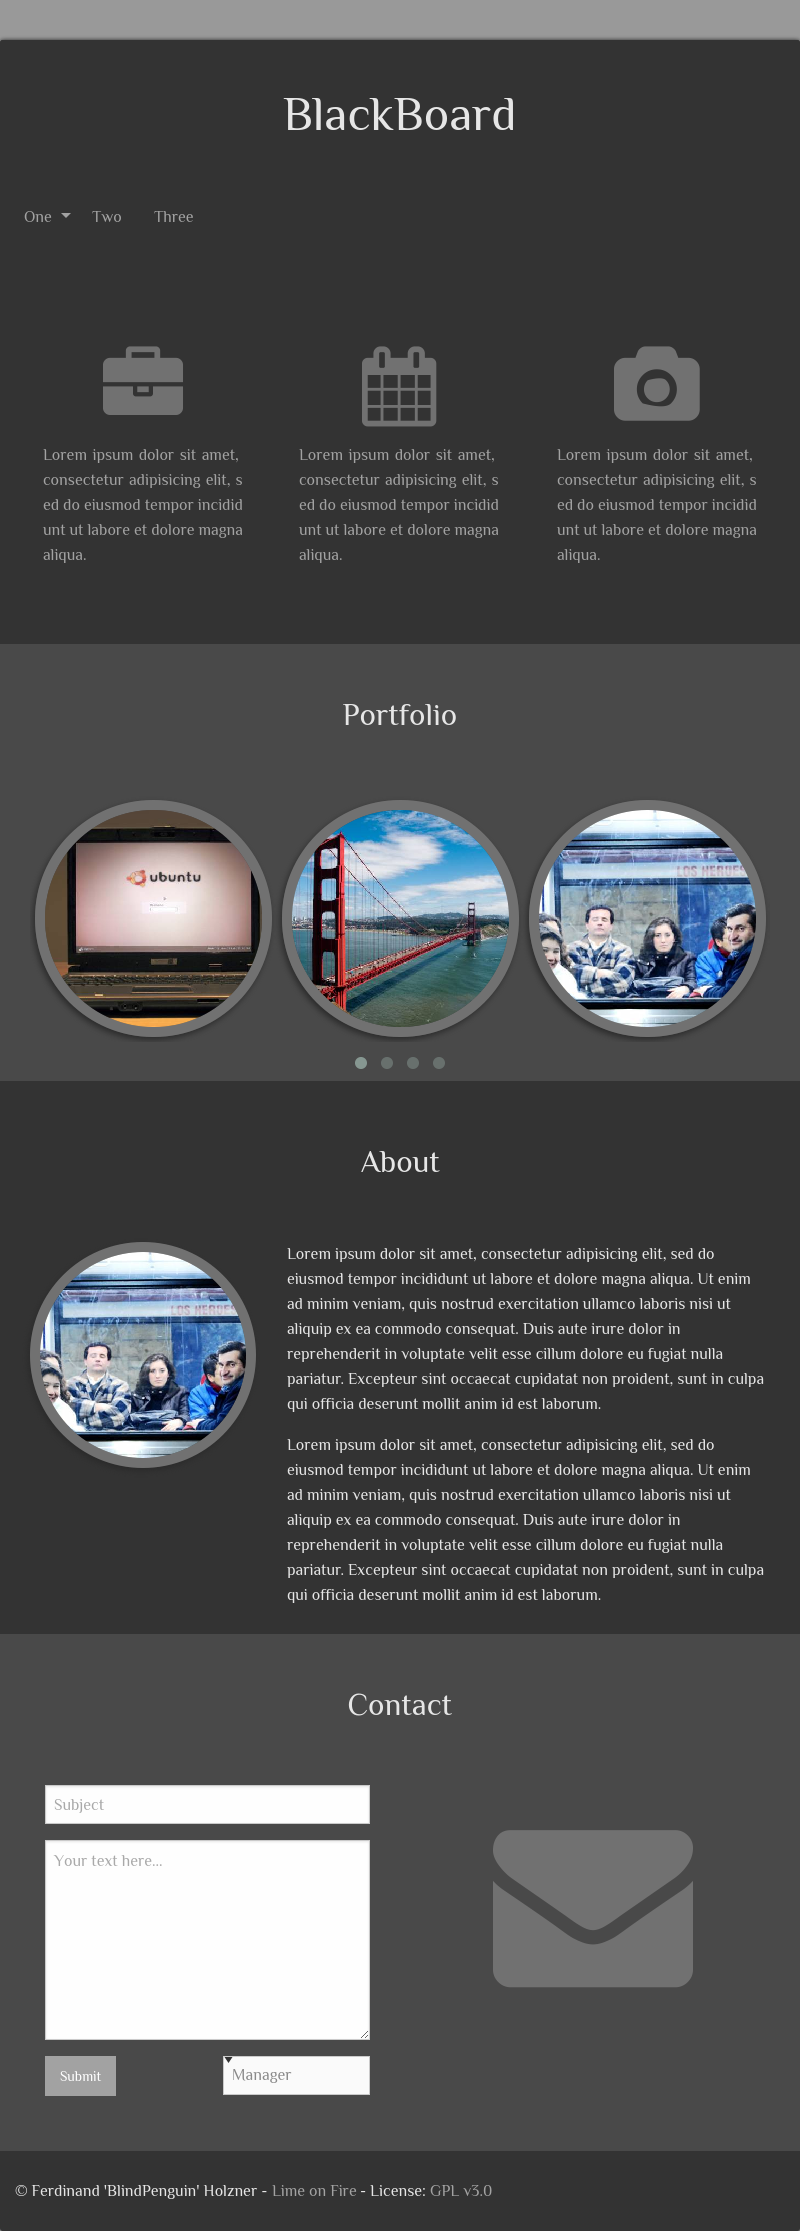 BlackBoard
One Two Three
Lorem ipsum dolor sit amet,
consectetur adipisicing elit, s
ed do eiusmod tempor incidid
unt ut labore et dolore magna
aliqua.
Lorem ipsum dolor sit amet,
consectetur adipisicing elit, s
ed do eiusmod tempor incidid
unt ut labore et dolore magna
aliqua.
Lorem ipsum dolor sit amet,
consectetur adipisicing elit, s
ed do eiusmod tempor incidid
unt ut labore et dolore magna
aliqua.
Portfolio
ubuntu
About
Lorem ipsum dolor sit amet, consectetur adipisicing elit, sed do
eiusmod tempor incididunt ut labore et dolore magna aliqua. Ut enim
ad minim veniam, quis nostrud exercitation ullamco laboris nisi ut
aliquip ex ea commodo consequat. Duis aute irure dolor in
reprehenderit in voluptate velit esse cillum dolore eu fugiat nulla
pariatur. Excepteur sint occaecat cupidatat non proident, sunt in culpa
qui officia deserunt mollit anim id est laborum.
Lorem ipsum dolor sit amet, consectetur adipisicing elit, sed do
eiusmod tempor incididunt ut labore et dolore magna aliqua. Ut enim
ad minim veniam, quis nostrud exercitation ullamco laboris nisi ut
aliquip ex ea commodo consequat. Duis aute irure dolor in
reprehenderit in voluptate velit esse cillum dolore eu fugiat nulla
pariatur. Excepteur sint occaecat cupidatat non proident, sunt in culpa
qui officia deserunt mollit anim id est laborum.
Contact
Subject
Your text here...
Submit
Manager
© Ferdinand 'BlindPenguin' Holzner - Lime on Fire - License: GPL v3.0